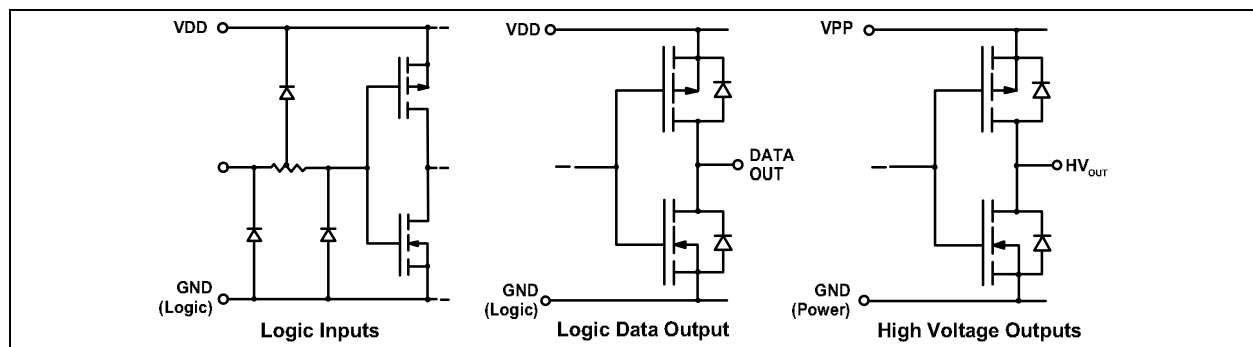 VDD
GND
(Logic)
Logic Inputs
VDD
DATA
OUT
GND
(Logic)
Logic Data Output
VPP
HVOUT
GND
(Power)
High Voltage Outputs